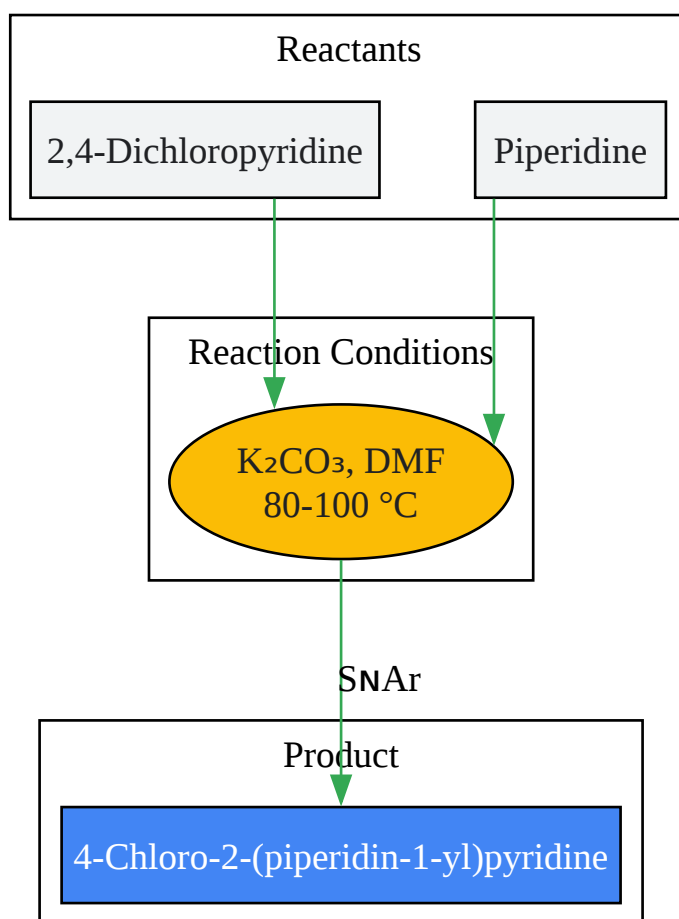 Reactants
2,4-Dichloropyridine
Piperidine
Reaction Conditions
K₂CO₃, DMF
80-100 °C
SɴAr
Product
4-Chloro-2-(piperidin-1-yl)pyridine